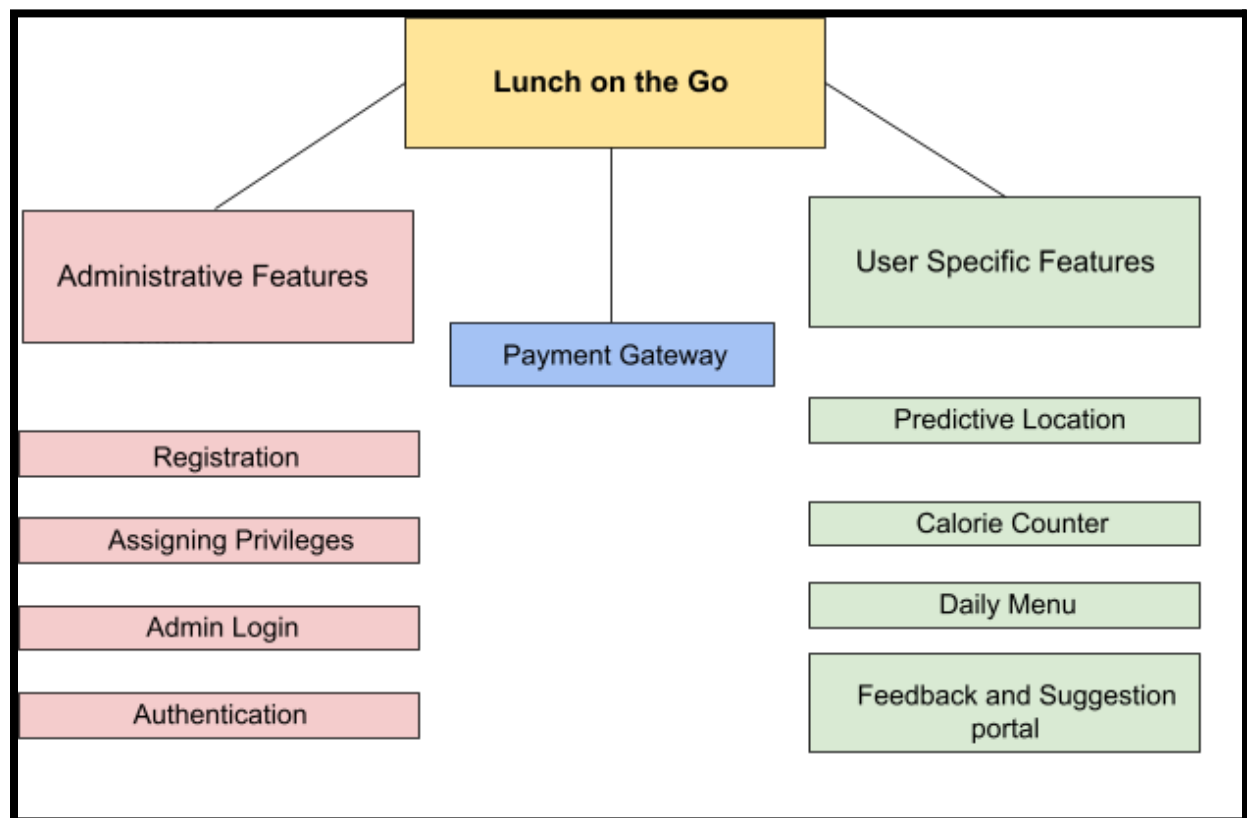 Lunch on the Go
Administrative Features
User Specific Features
Payment Gateway
Registration
Assigning Privileges
Admin Login
Authentication
Predictive Location
Calorie Counter
Daily Menu
Feedback and Suggestion
portal